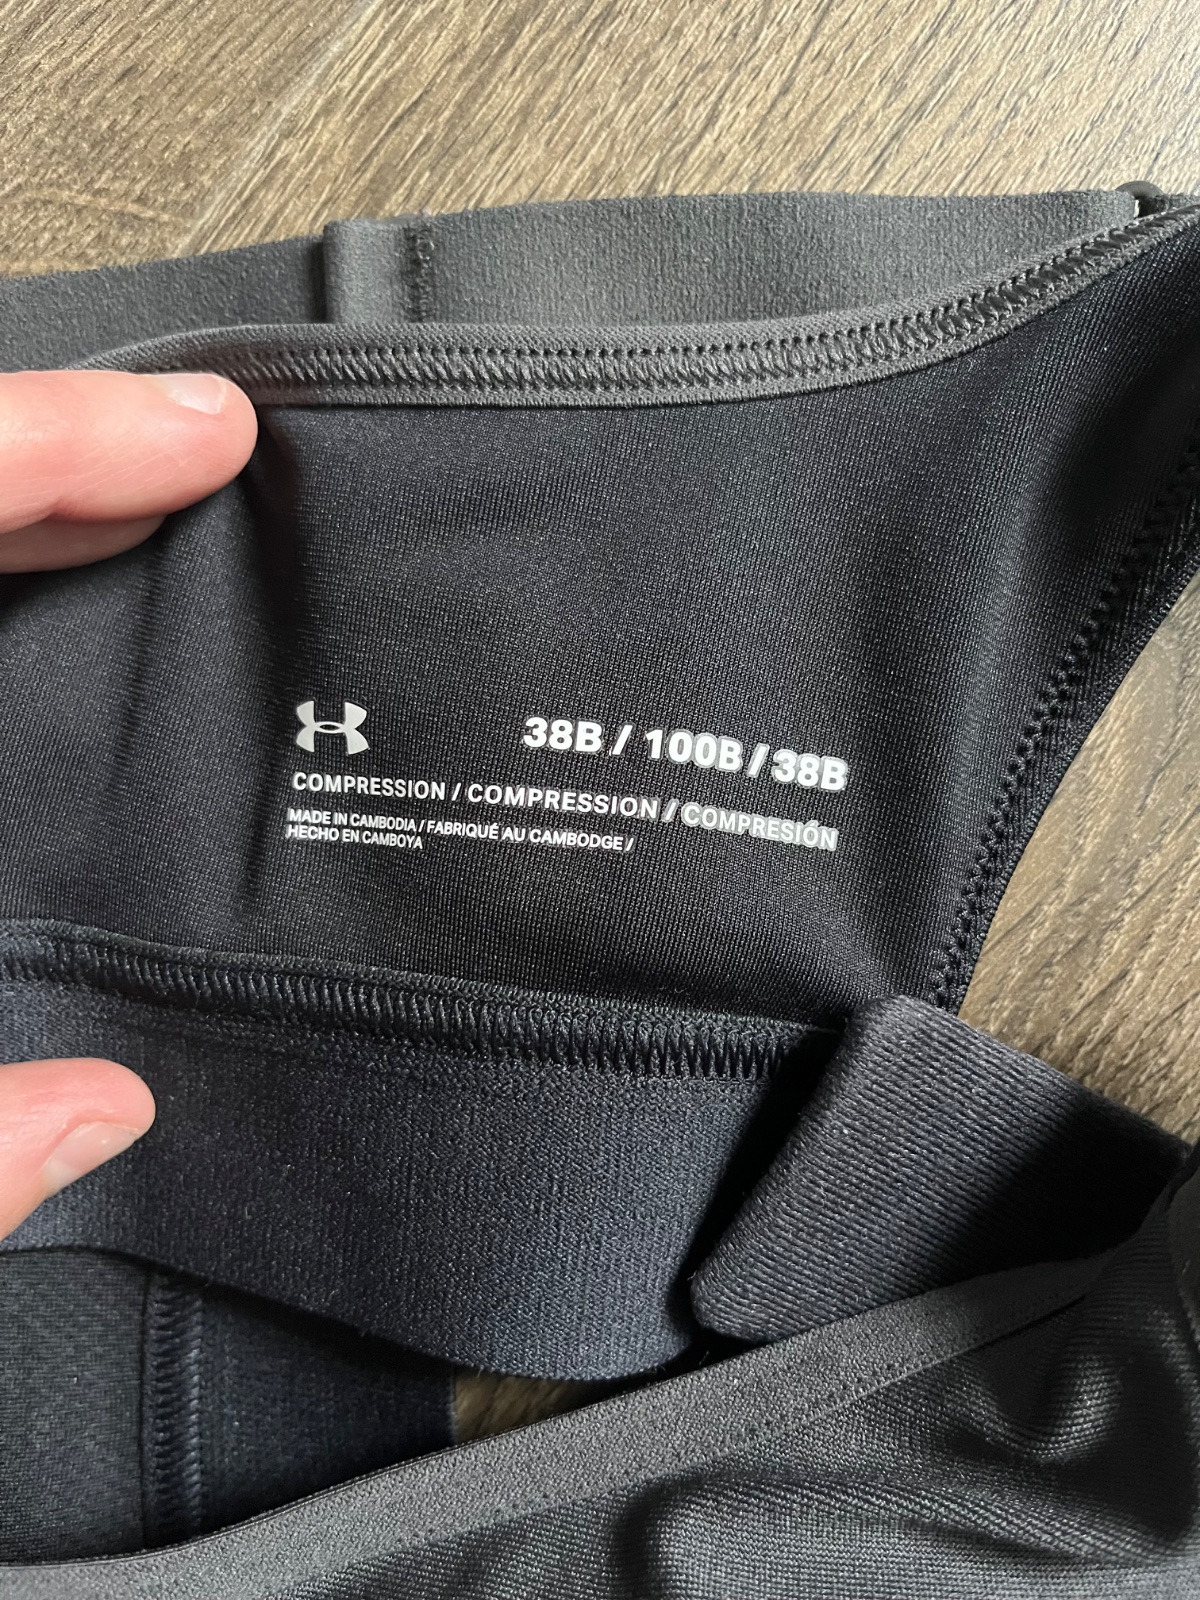 38B / 100B / 38B
COMPRESSION / COMPRESSION / COMPRESIÓN
MADE IN CAMBODIA / FABRIQUÉ AU CAMBODGE /
HECHO EN CAMBOYA